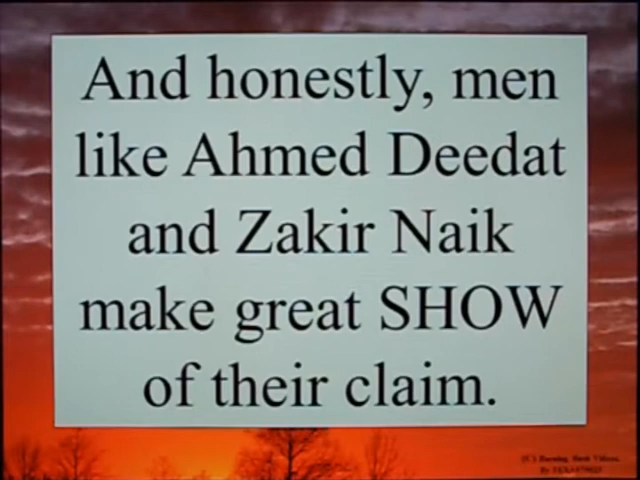 And honestly, men
like Ahmed Deedat
and Zakir Naik
make great SHOW
of their claim.